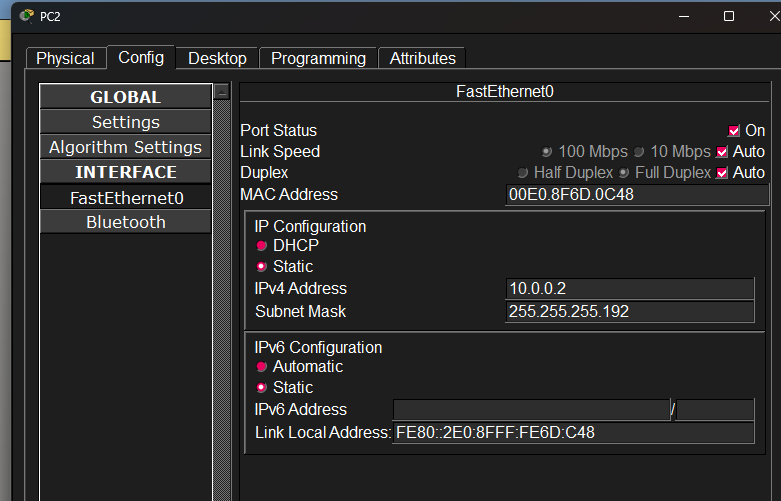 PC2
Physical Config Desktop Programming Attributes
GLOBAL
Settings
Algorithm Settings
INTERFACE
FastEthernet0
Bluetooth
FastEthernet0
Port Status On
Link Speed 100 Mbps 10 Mbps Auto
Duplex Half Duplex Full Duplex Auto
MAC Address 00E0.8F6D.0C48
IP Configuration
DHCP
Static
IPv4 Address 10.0.0.2
Subnet Mask 255.255.255.192
IPv6 Configuration
Automatic
Static
IPv6 Address /
Link Local Address: FE80::2E0:8FFF:FE6D:C48